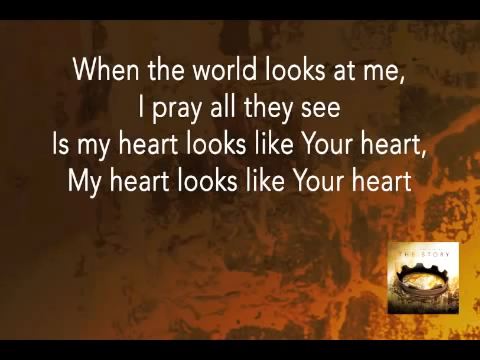 When the world looks at me,
I pray all they see
Is my heart looks like Your heart,
My heart looks like Your heart
THE STORY